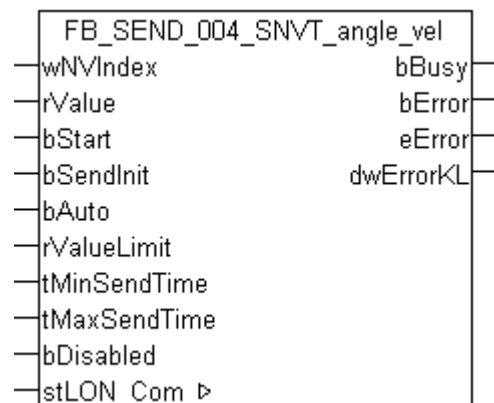 FB_SEND_004_SNVT_angle_vel
wNVIndex bBusy
rValue bError
bStart eError
bSendInit dwErrorKL
bAuto
rValueLimit
tMinSendTime
tMaxSendTime
bDisabled
stLON_Com ▷